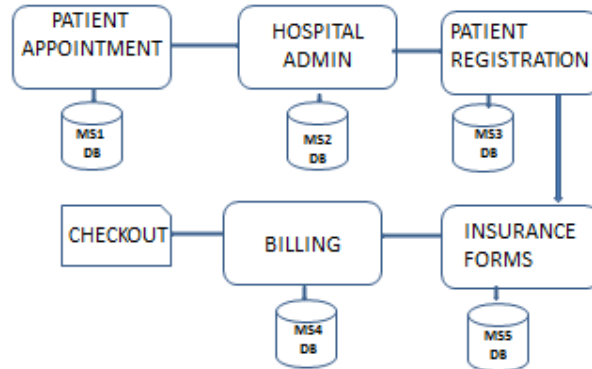 PATIENT
APPOINTMENT
HOSPITAL
ADMIN
PATIENT
REGISTRATION
MS1
DB
MS2
DB
MS3
DB
CHECKOUT
BILLING
INSURANCE
FORMS
MS4
DB
MS5
DB